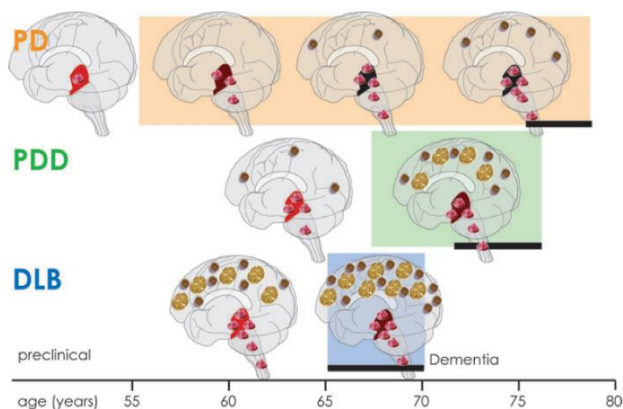 PD
PDD
DLB
preclinical
Dementia
age (years) 55 60 65 70 75 80